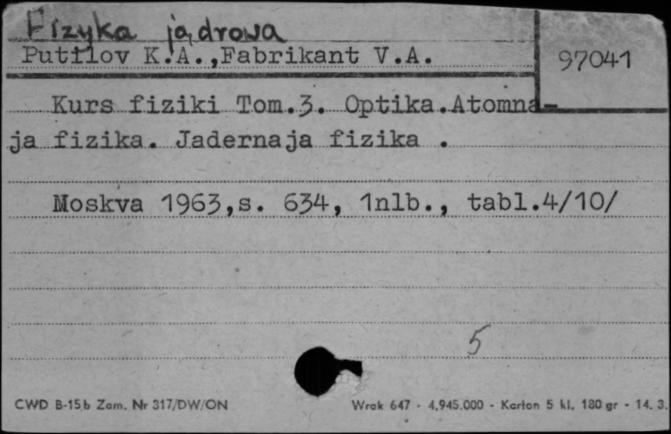 Fizyka jądrowa
Putilov K.A.,Fabrikant V.A.
97041
Kurs fiziki Tom.3. Optika.Atomna-
ja fizika. Jadernaja fizika .
Moskva 1963,s. 634, 1nlb., tabl.4/10/
5
CWD B-15b Zam. Nr 317/DW/ON
Wrak 647 - 4,945.000 - Karton 5 kl. 180 gr - 14. 3.